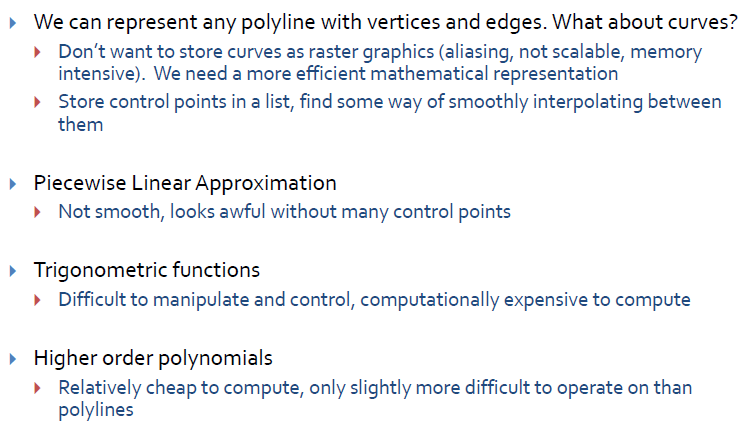 We can represent any polyline with vertices and edges. What about curves?
Don't want to store curves as raster graphics (aliasing, not scalable, memory
intensive). We need a more efficient mathematical representation
Store control points in a list, find some way of smoothly interpolating between
them
Piecewise Linear Approximation
Not smooth, looks awful without many control points
Trigonometric functions
Difficult to manipulate and control, computationally expensive to compute
Higher order polynomials
Relatively cheap to compute, only slightly more difficult to operate on than
polylines